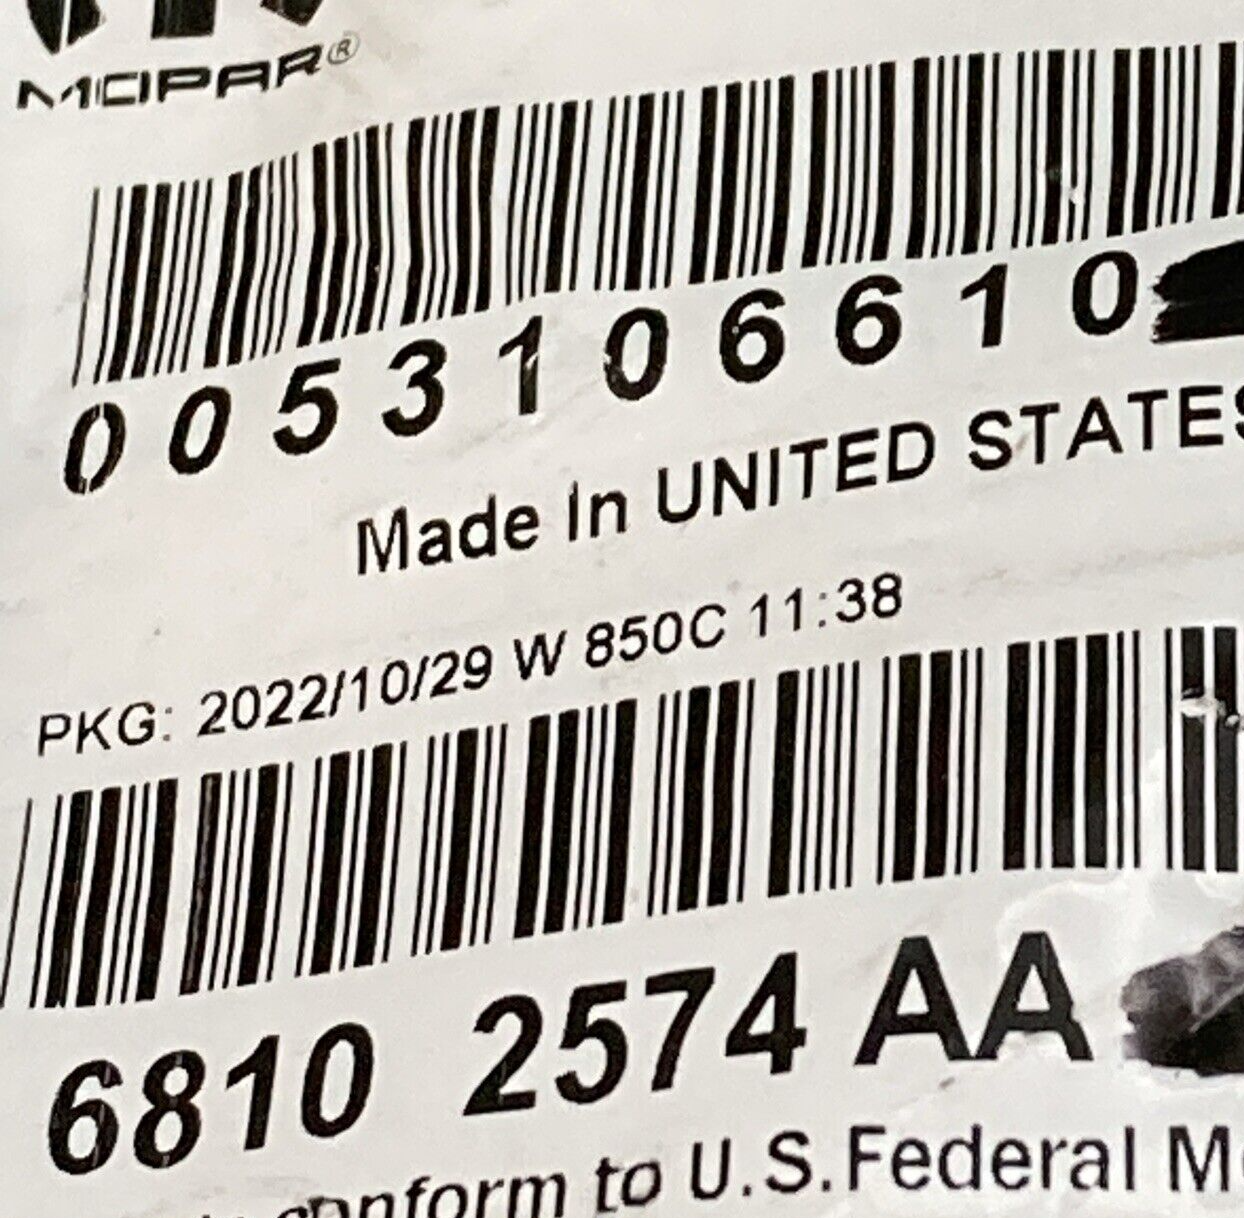 MOPAR®
0053106610
Made In UNITED STATES
PKG: 2022/10/29 W 850C 11:38
6810 2574 AA
conform to U.S. Federal